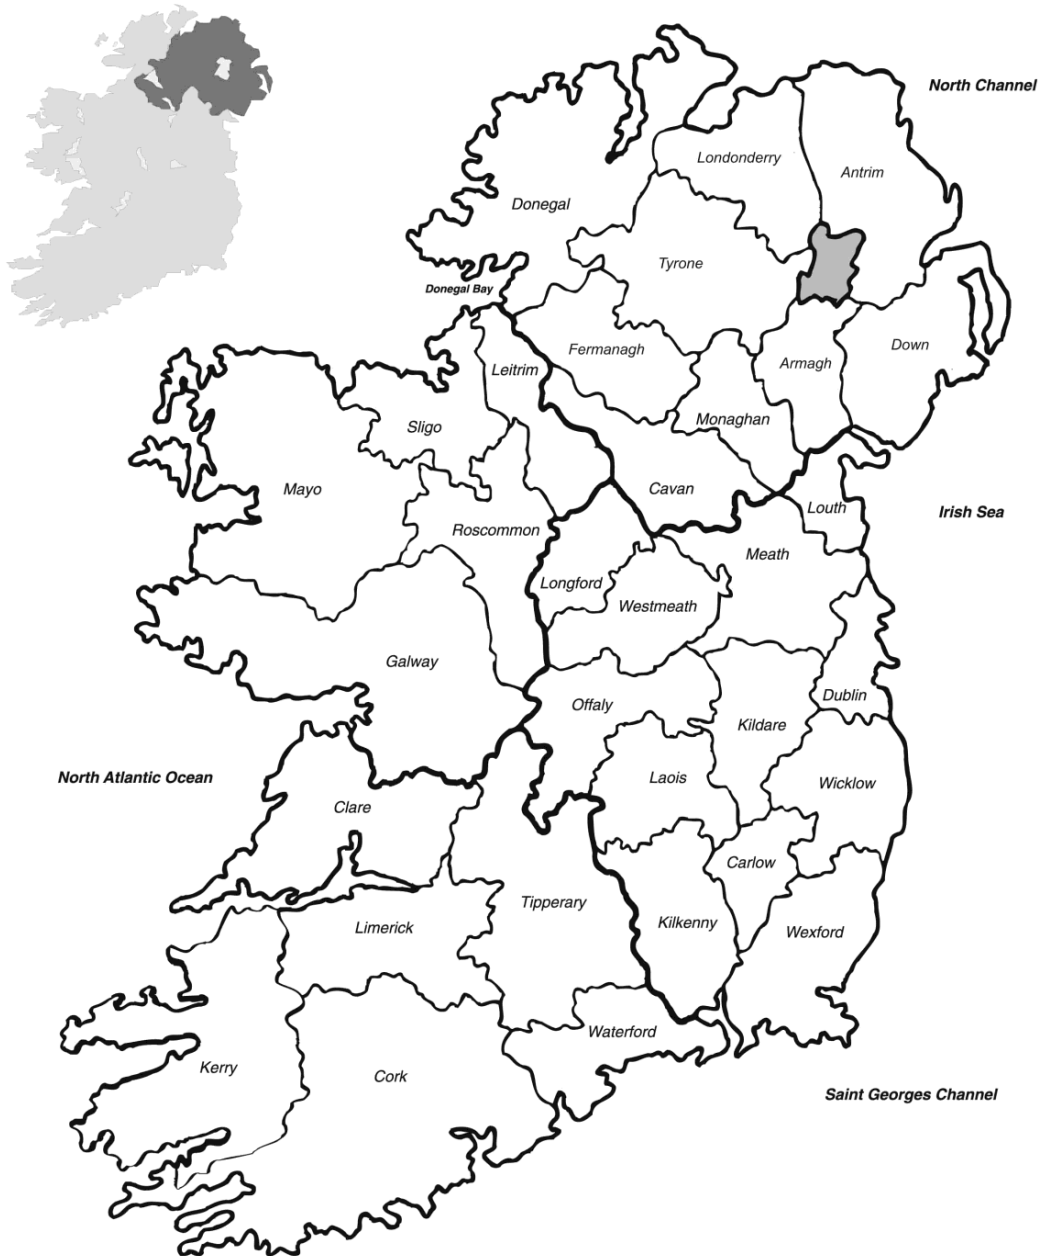 North Channel
Londonderry
Antrim
Donegal
Tyrone
Donegal Bay
Fermanagh
Down
Armagh
Leitrim
Monaghan
Sligo
Mayo
Cavan
Louth
Irish Sea
Roscommon
Meath
Longford
Westmeath
Galway
Offaly
Dublin
Kildare
North Atlantic Ocean
Laois
Wicklow
Clare
Carlow
Tipperary
Limerick
Kilkenny
Wexford
Waterford
Kerry
Cork
Saint Georges Channel